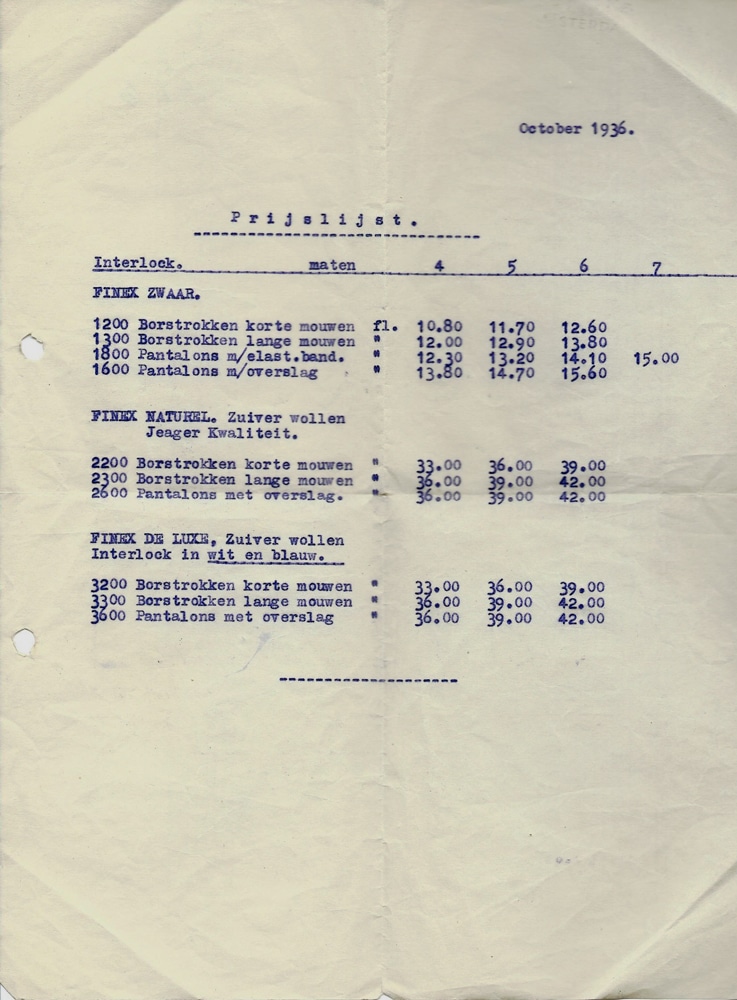 October 1936.
Prijslijst.
Interlock. maten 4 5 6 7
FINEX ZWAAR.
1200 Borstrokken korte mouwen fl. 10.80 11.70 12.60
1300 Borstrokken lange mouwen " 12.00 12.90 13.80
1800 Pantalons m/elast.band. " 12.30 13.20 14.10 15.00
1600 Pantalons m/overslag " 13.80 14.70 15.60
FINEX NATUREL. Zuiver wollen
Jeager Kwaliteit.
2200 Borstrokken korte mouwen " 33.00 36.00 39.00
2300 Borstrokken lange mouwen " 36.00 39.00 42.00
2600 Pantalons met overslag. " 36.00 39.00 42.00
FINEX DE LUXE, Zuiver wollen
Interlock in wit en blauw.
3200 Borstrokken korte mouwen " 33.00 36.00 39.00
3300 Borstrokken lange mouwen " 36.00 39.00 42.00
3600 Pantalons met overslag " 36.00 39.00 42.00